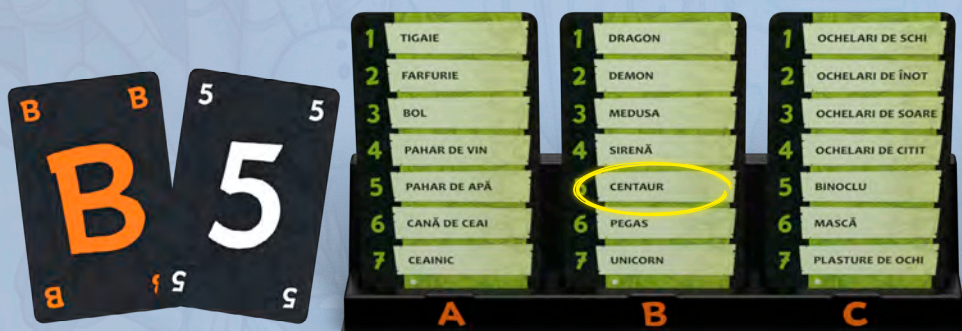 B B
B
B
5 5
5
5 5
1 TIGAIE
2 FARFURIE
3 BOL
4 PAHAR DE VIN
5 PAHAR DE APĂ
6 CANĂ DE CEAI
7 CEAINIC
A
1 DRAGON
2 DEMON
3 MEDUSA
4 SIRENĂ
CENTAUR
6 PEGAS
7 UNICORN
B
1 OCHELARI DE SCHI
2 OCHELARI DE ÎNOT
3 OCHELARI DE SOARE
4 OCHELARI DE CITIT
5 BINOCLU
6 MASCĂ
7 PLASTURE DE OCHI
C